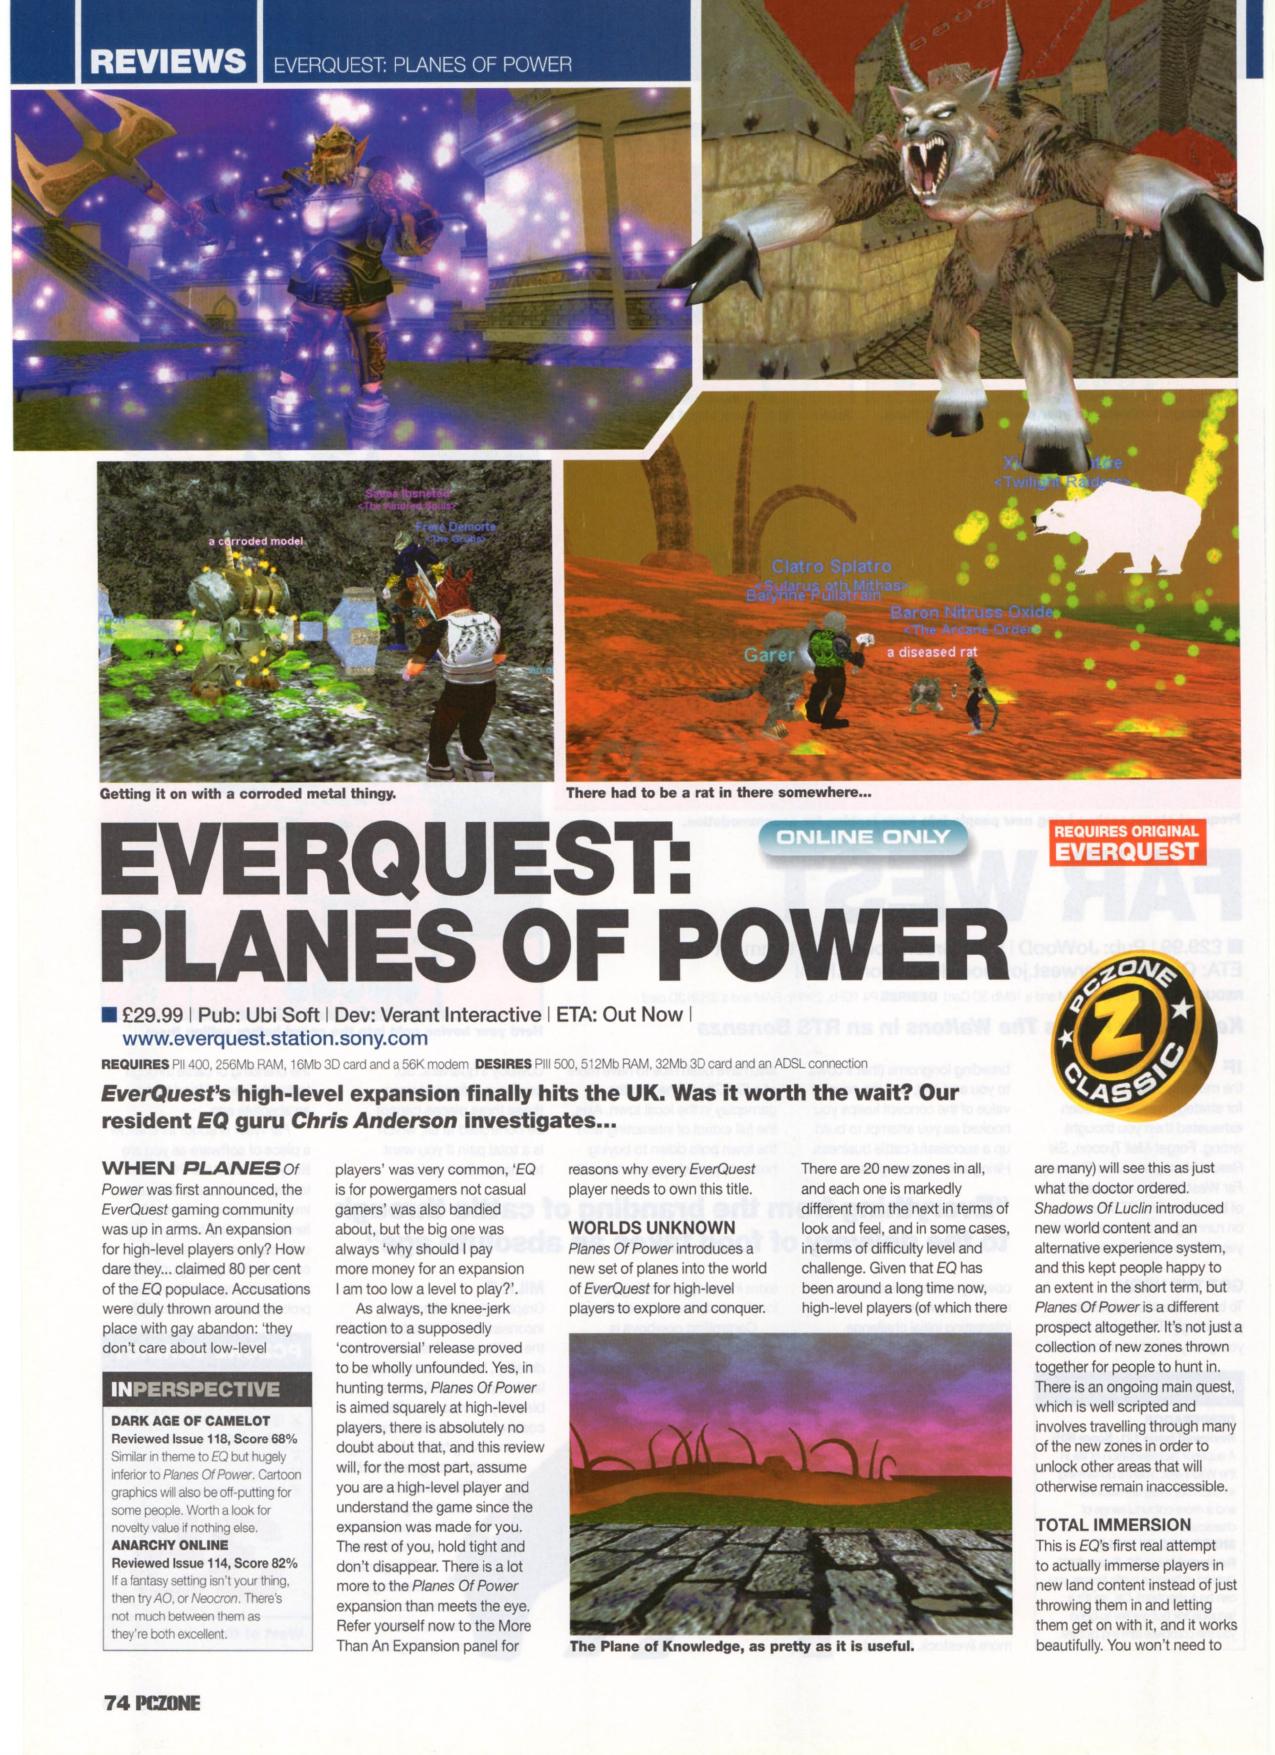 REVIEWS
EVERQUEST: PLANES OF POWER
a corroded model
<The Kindred Souls>
Freye Demorte
<The Grubs>
<Twilight Raiders>
Clatro Splatro
<Sularus oth Mithas>
Balynne Pullatrain
Baron Nitruss Oxide
<The Arcane Order>
Garer
a diseased rat
Getting it on with a corroded metal thingy.
There had to be a rat in there somewhere...
EVERQUEST:
PLANES OF POWER
ONLINE ONLY
REQUIRES ORIGINAL
EVERQUEST
PCZONE
Z
CLASSIC
£29.99 | Pub: Ubi Soft | Dev: Verant Interactive | ETA: Out Now |
www.everquest.station.sony.com
REQUIRES PII 400, 256Mb RAM, 16Mb 3D card and a 56K modem DESIRES PIII 500, 512Mb RAM, 32Mb 3D card and an ADSL connection
EverQuest's high-level expansion finally hits the UK. Was it worth the wait? Our
resident EQ guru Chris Anderson investigates...
WHEN PLANES Of
Power was first announced, the
EverQuest gaming community
was up in arms. An expansion
for high-level players only? How
dare they... claimed 80 per cent
of the EQ populace. Accusations
were duly thrown around the
place with gay abandon: 'they
don't care about low-level
INPERSPECTIVE
DARK AGE OF CAMELOT
Reviewed Issue 118, Score 68%
Similar in theme to EQ but hugely
inferior to Planes Of Power. Cartoon
graphics will also be off-putting for
some people. Worth a look for
novelty value if nothing else.
ANARCHY ONLINE
Reviewed Issue 114, Score 82%
If a fantasy setting isn't your thing,
then try AO, or Neocron. There's
not much between them as
they're both excellent.
players' was very common, 'EQ
is for powergamers not casual
gamers' was also bandied
about, but the big one was
always 'why should I pay
more money for an expansion
I am too low a level to play?'.
As always, the knee-jerk
reaction to a supposedly
'controversial' release proved
to be wholly unfounded. Yes, in
hunting terms, Planes Of Power
is aimed squarely at high-level
players, there is absolutely no
doubt about that, and this review
will, for the most part, assume
you are a high-level player and
understand the game since the
expansion was made for you.
The rest of you, hold tight and
don't disappear. There is a lot
more to the Planes Of Power
expansion than meets the eye.
Refer yourself now to the More
Than An Expansion panel for
reasons why every EverQuest
player needs to own this title.
WORLDS UNKNOWN
Planes Of Power introduces a
new set of planes into the world
of EverQuest for high-level
players to explore and conquer.
There are 20 new zones in all,
and each one is markedly
different from the next in terms of
look and feel, and in some cases,
in terms of difficulty level and
challenge. Given that EQ has
been around a long time now,
high-level players (of which there
The Plane of Knowledge, as pretty as it is useful.
are many) will see this as just
what the doctor ordered.
Shadows Of Luclin introduced
new world content and an
alternative experience system,
and this kept people happy to
an extent in the short term, but
Planes Of Power is a different
prospect altogether. It's not just a
collection of new zones thrown
together for people to hunt in.
There is an ongoing main quest,
which is well scripted and
involves travelling through many
of the new zones in order to
unlock other areas that will
otherwise remain inaccessible.
TOTAL IMMERSION
This is EQ's first real attempt
to actually immerse players in
new land content instead of just
throwing them in and letting
them get on with it, and it works
beautifully. You won't need to
74 PCZONE